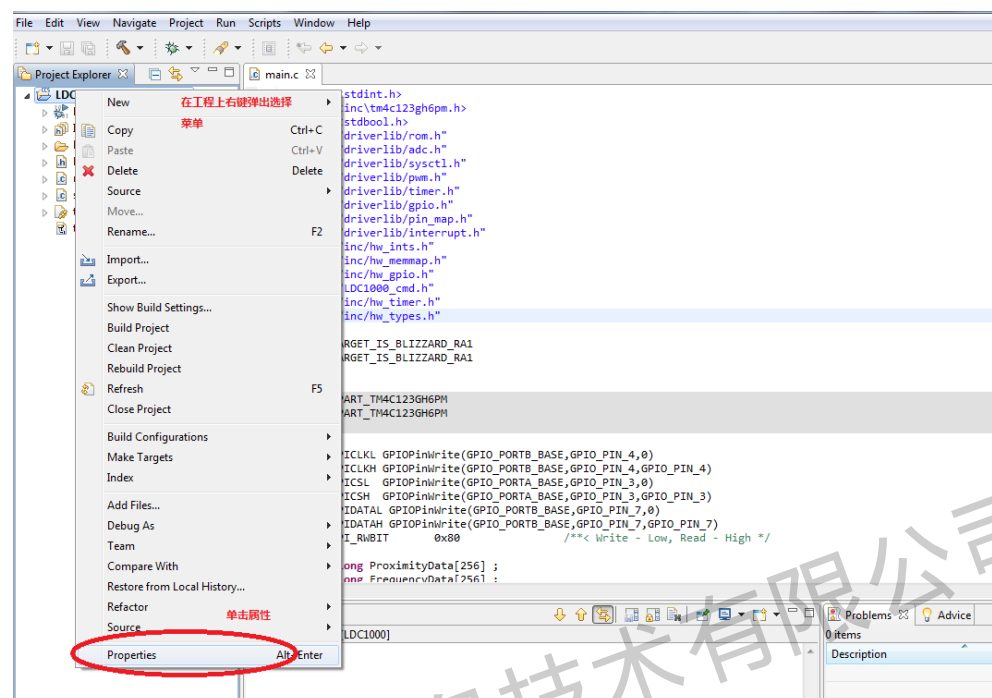 File Edit View Navigate Project Run Scripts Window Help
Project Explorer
main.c
LDC
New
在工程上右键弹出选择
菜单
Copy Ctrl+C
Paste Ctrl+V
Delete Delete
Source
Move...
Rename... F2
Import...
Export...
Show Build Settings...
Build Project
Clean Project
Rebuild Project
Refresh F5
Close Project
Build Configurations
Make Targets
Index
Add Files...
Debug As
Team
Compare With
Restore from Local History...
Refactor
单击属性
Source
Properties Alt+Enter
stdint.h>
inc\tm4c123gh6pm.h>
stdbool.h>
driverlib/rom.h"
driverlib/adc.h"
driverlib/sysctl.h"
driverlib/pwm.h"
driverlib/timer.h"
driverlib/gpio.h"
driverlib/pin_map.h"
driverlib/interrupt.h"
inc/hw_ints.h"
inc/hw_memmap.h"
inc/hw_gpio.h"
LDC1000_cmd.h"
inc/hw_timer.h"
inc/hw_types.h"
ARGET_IS_BLIZZARD_RA1
ARGET_IS_BLIZZARD_RA1
PART_TM4C123GH6PM
PART_TM4C123GH6PM
PICLKL GPIOPinWrite(GPIO_PORTB_BASE,GPIO_PIN_4,0)
PICLKH GPIOPinWrite(GPIO_PORTB_BASE,GPIO_PIN_4,GPIO_PIN_4)
PICSL GPIOPinWrite(GPIO_PORTA_BASE,GPIO_PIN_3,0)
PICSH GPIOPinWrite(GPIO_PORTA_BASE,GPIO_PIN_3,GPIO_PIN_3)
PIDATAL GPIOPinWrite(GPIO_PORTB_BASE,GPIO_PIN_7,0)
PIDATAH GPIOPinWrite(GPIO_PORTB_BASE,GPIO_PIN_7,GPIO_PIN_7)
PI_RWBIT 0x80 /**< Write - Low, Read - High */
ong ProximityData[256] ;
ong FrequencyData[256] ;
[LDC1000]
Problems Advice
0 items
Description
技术有限公司